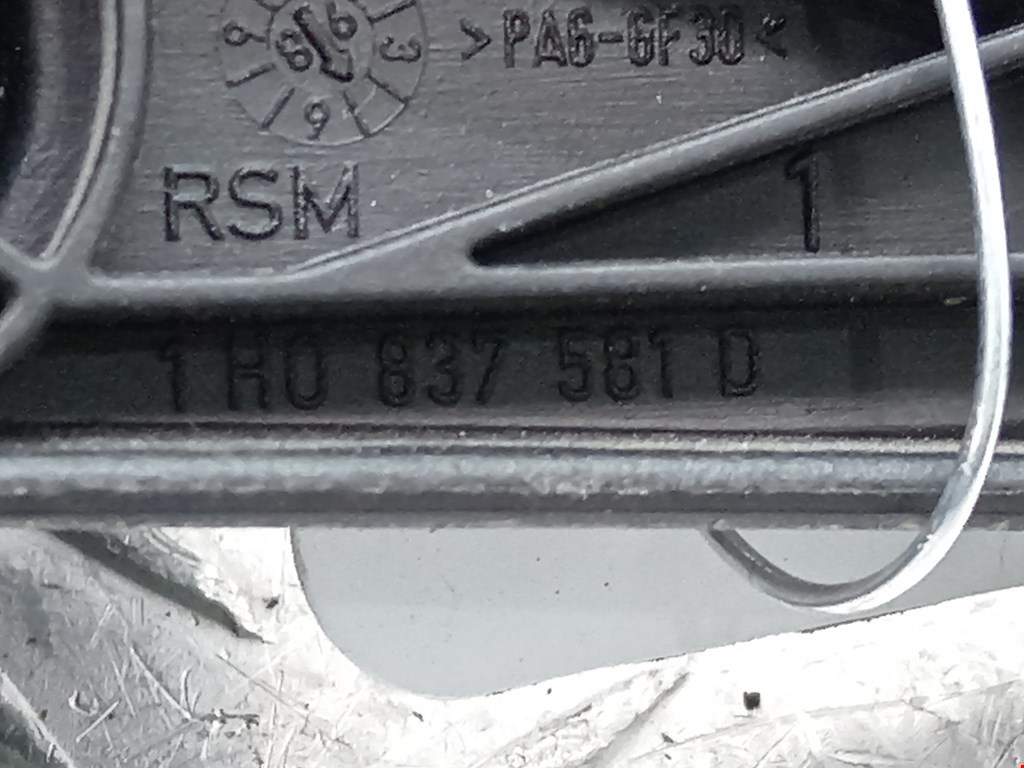 >PA6-GF30<
RSM
1
1H0 837 581 D